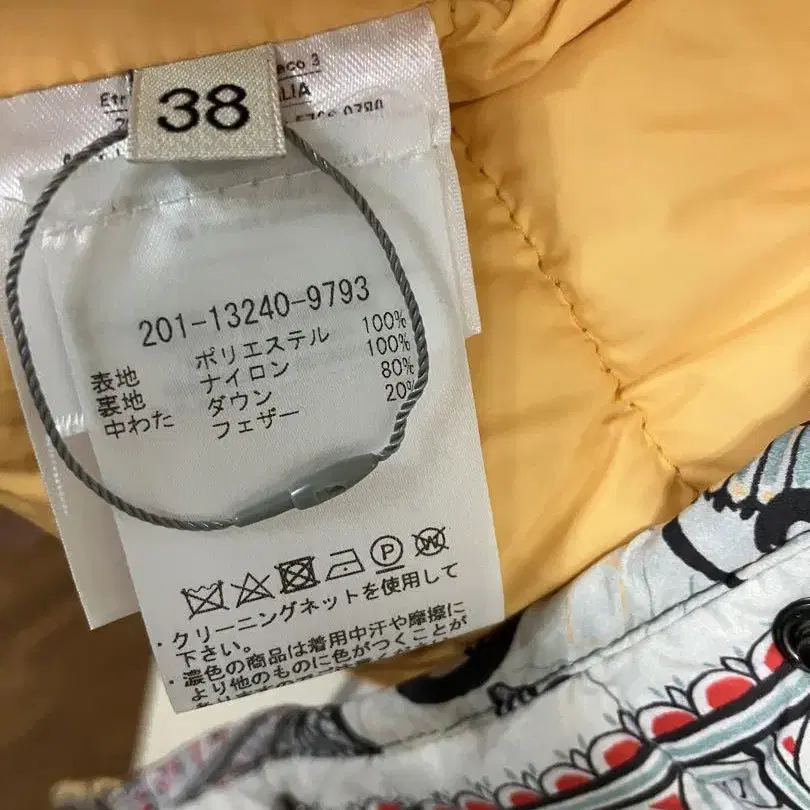 aco 3
Etr
ALIA
38
201-13240-9793
表地 ポリエステル 100%
裏地 ナイロン 100%
中わた ダウン 80%
フェザー 20%
P
W
・クリーニングネットを使用して
下さい。
・濃色の商品は着用中汗や摩擦に
より他のものに色がつくことが